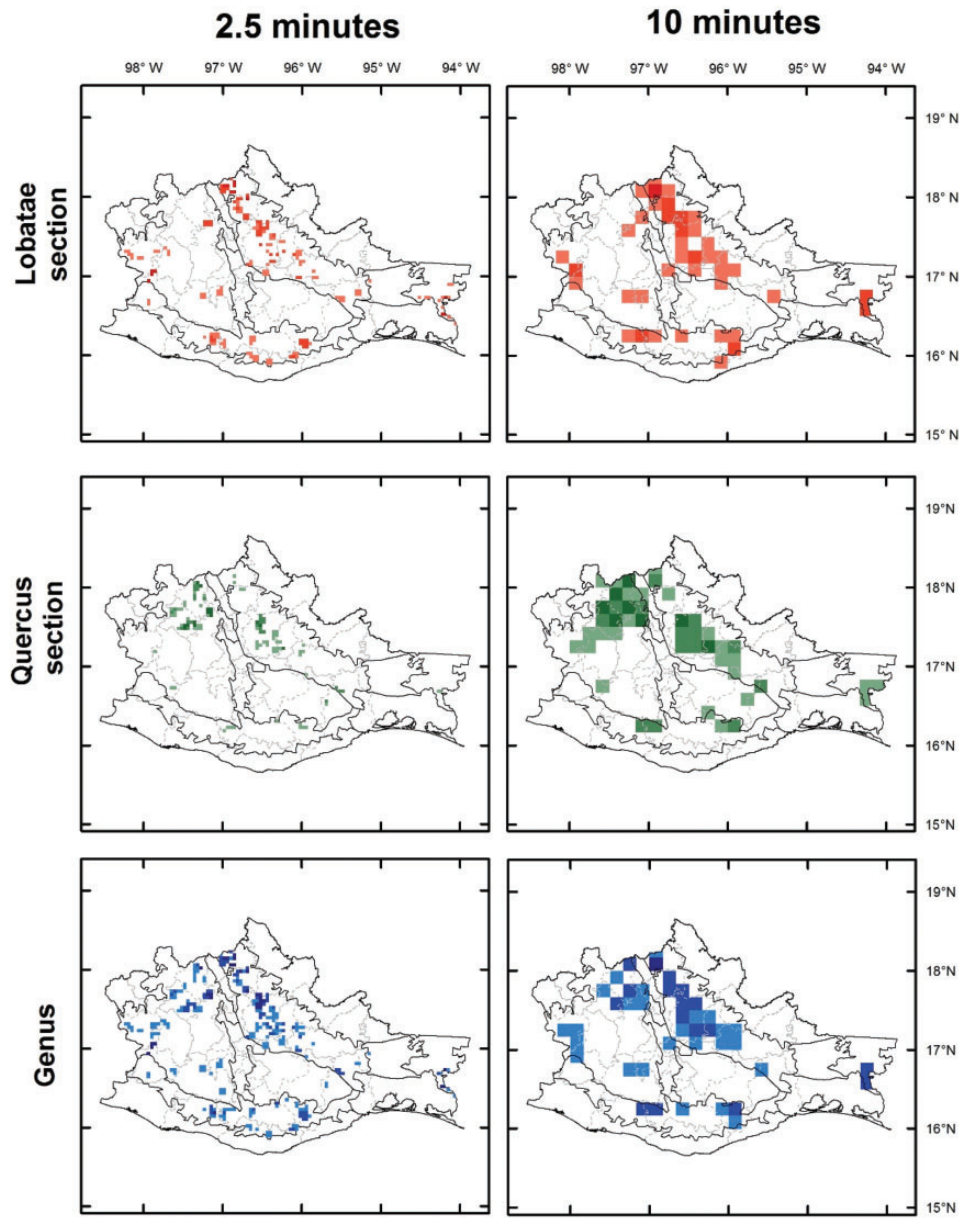 2.5 minutes
10 minutes
98° W 97° W 96° W 95° W 94° W
98° W 97° W 96° W 95° W 94° W
Lobatae
section
19° N
18° N
17° N
16° N
15° N
Quercus
section
19° N
18° N
17° N
16° N
15° N
Genus
19° N
18° N
17° N
16° N
15° N